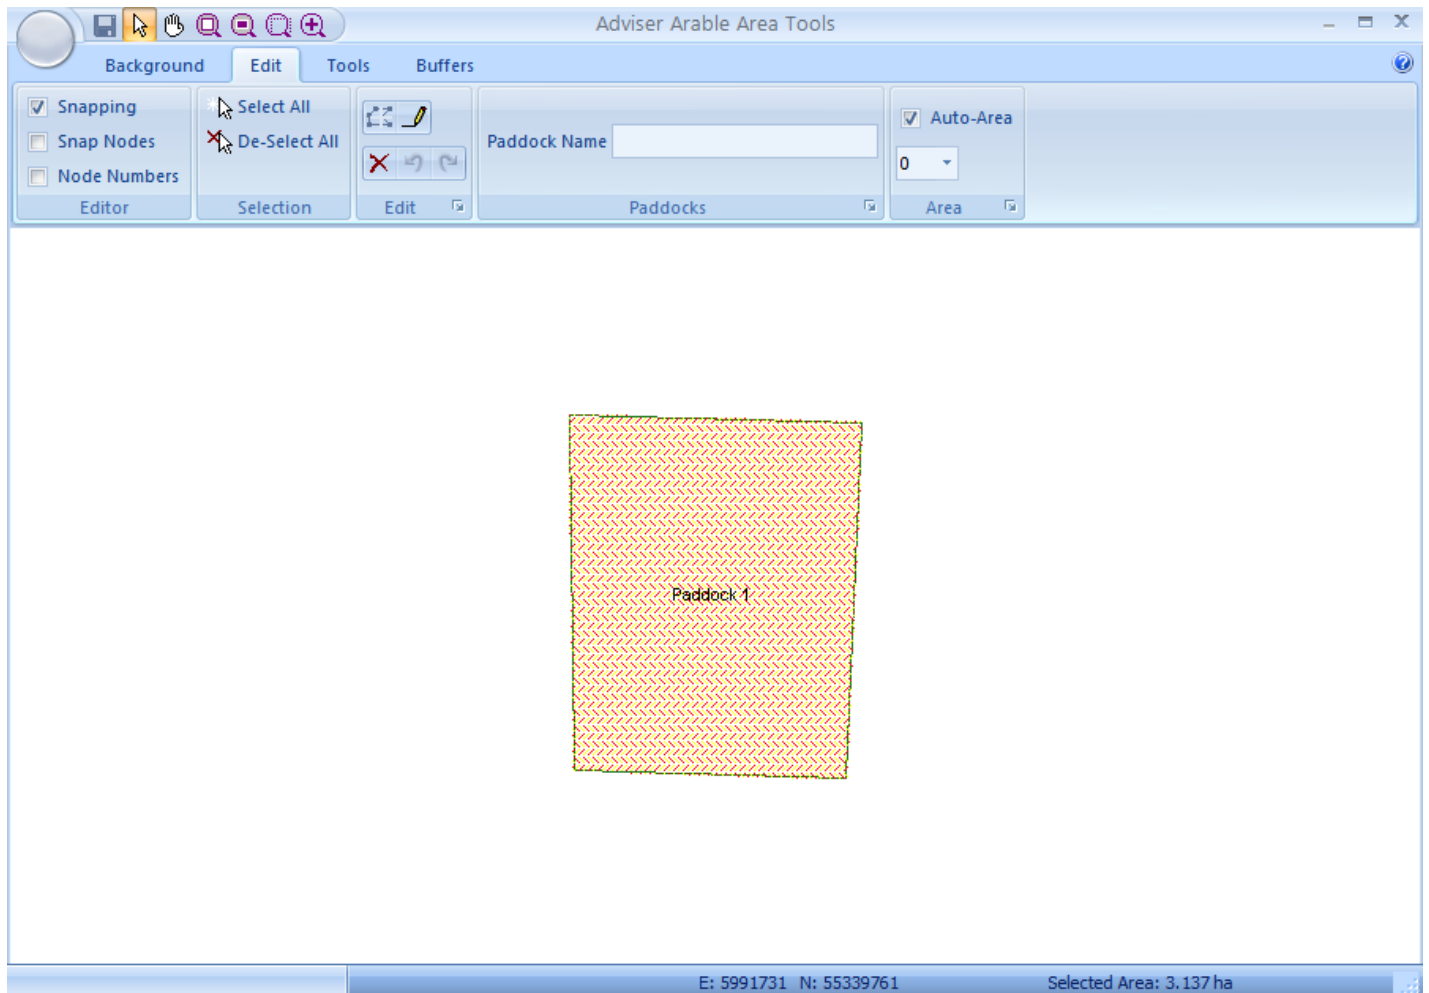 Adviser Arable Area Tools
Background Edit Tools Buffers
Snapping
Snap Nodes
Node Numbers
Editor
Select All
De-Select All
Selection
Edit
Paddock Name
Paddocks
Auto-Area
0
Area
Paddock 1
E: 5991731 N: 55339761 Selected Area: 3.137 ha